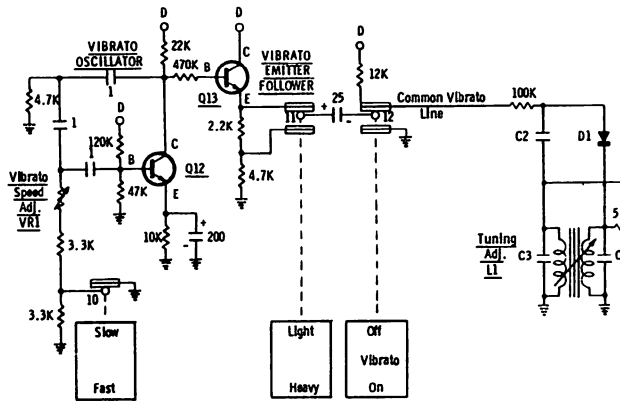 D
D
VIBRATO
OSCILLATOR
22K
470K
C
B
Q13
E
VIBRATO
EMITTER
FOLLOWER
D
12K
+ 25 -
11
12
Common Vibrato
Line
100K
4.7K
1
1
D
120K
1
B
C
Q12
E
47K
2.2K
4.7K
C2
D1
Vibrato
Speed
Adj.
VR1
3.3K
10K
+
-
200
Tuning
Adj.
L1
C3
C
5
10
3.3K
Slow
Fast
Light
Heavy
Off
Vibrato
On